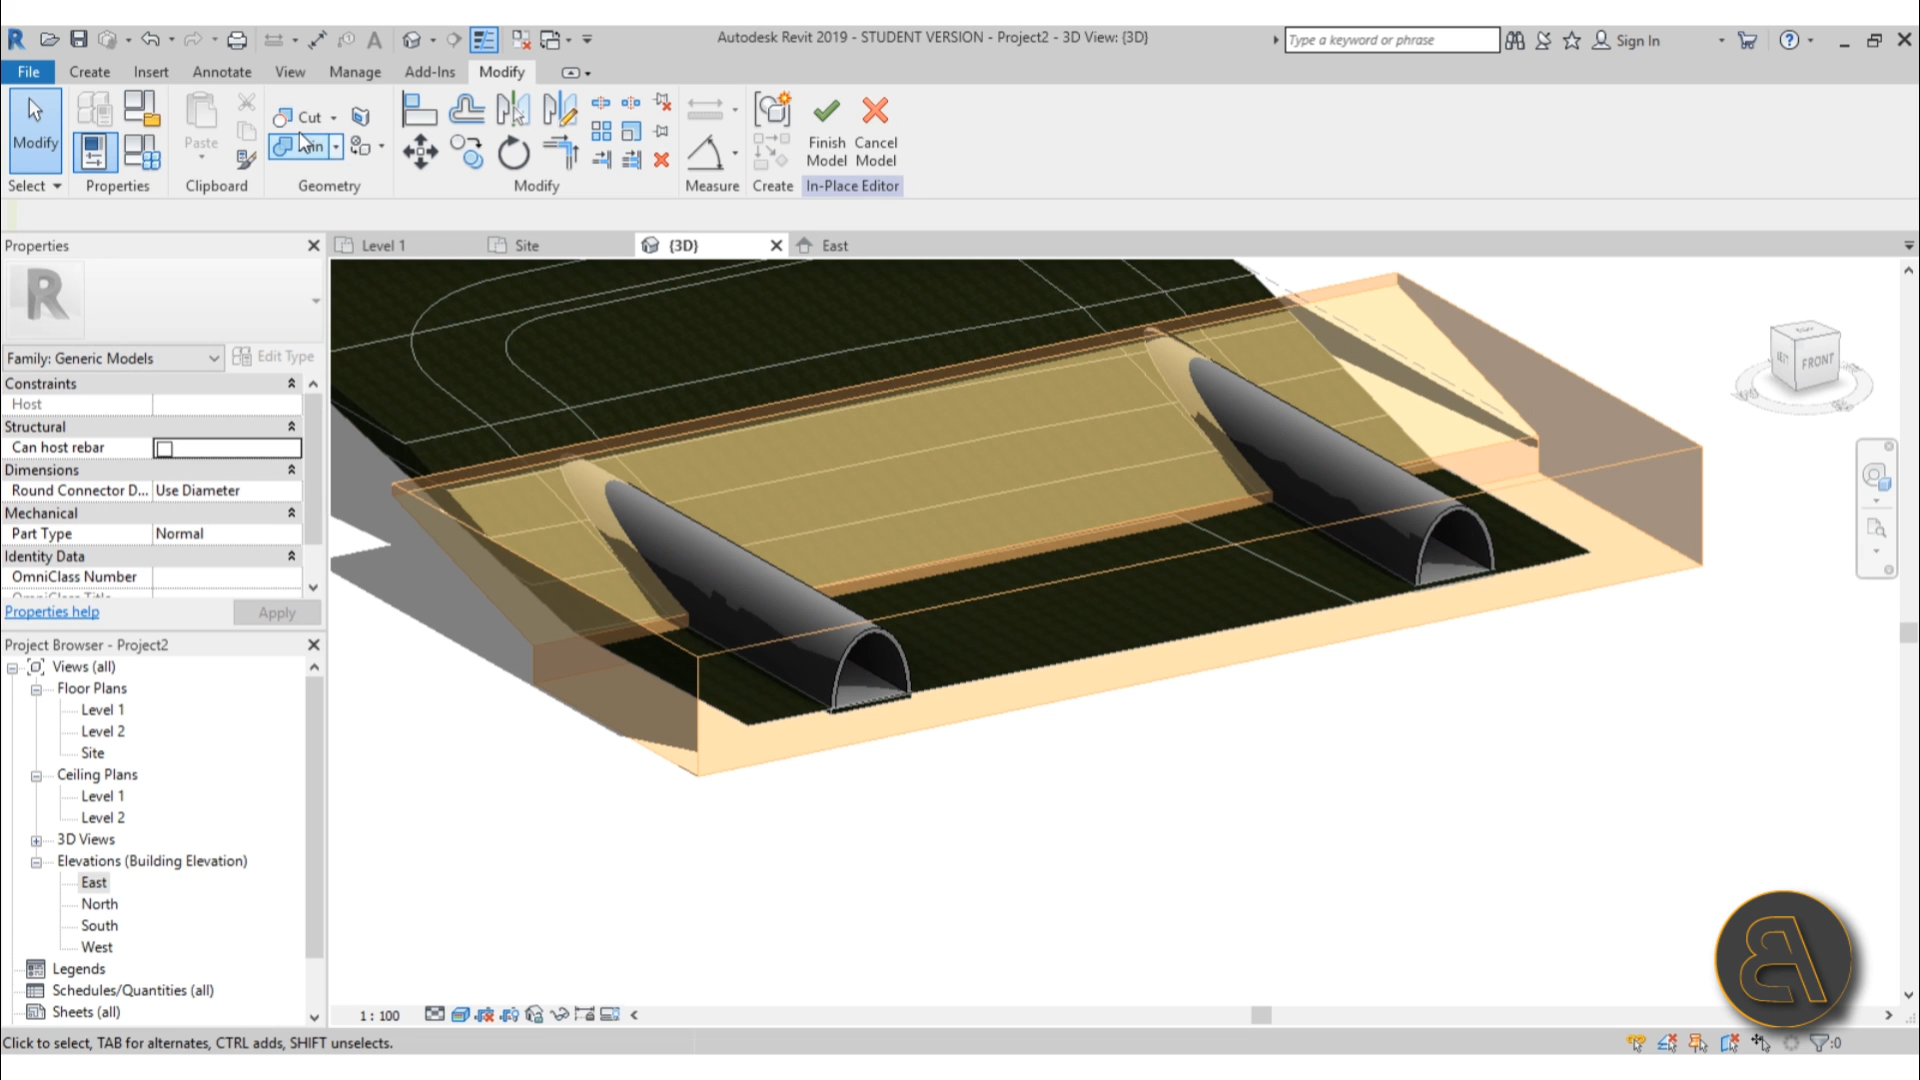 Autodesk Revit 2019 - STUDENT VERSION - Project2 - 3D View: {3D}
Type a keyword or phrase
Sign In
File
Create
Insert
Annotate
View
Manage
Add-Ins
Modify
Modify
Cut
Paste
Finish Model
Cancel Model
Select
Properties
Clipboard
Geometry
Modify
Measure
Create
In-Place Editor
Properties
Level 1
Site
{3D}
East
R
Family: Generic Models
Edit Type
Constraints
Host
Structural
Can host rebar
Dimensions
Round Connector D... Use Diameter
Mechanical
Part Type Normal
Identity Data
OmniClass Number
OmniClass Title
Properties help
Apply
FRONT
Project Browser - Project2
Views (all)
Floor Plans
Level 1
Level 2
Site
Ceiling Plans
Level 1
Level 2
3D Views
Elevations (Building Elevation)
East
North
South
West
Legends
Schedules/Quantities (all)
Sheets (all)
1 : 100
Click to select, TAB for alternates, CTRL adds, SHIFT unselects.
:0